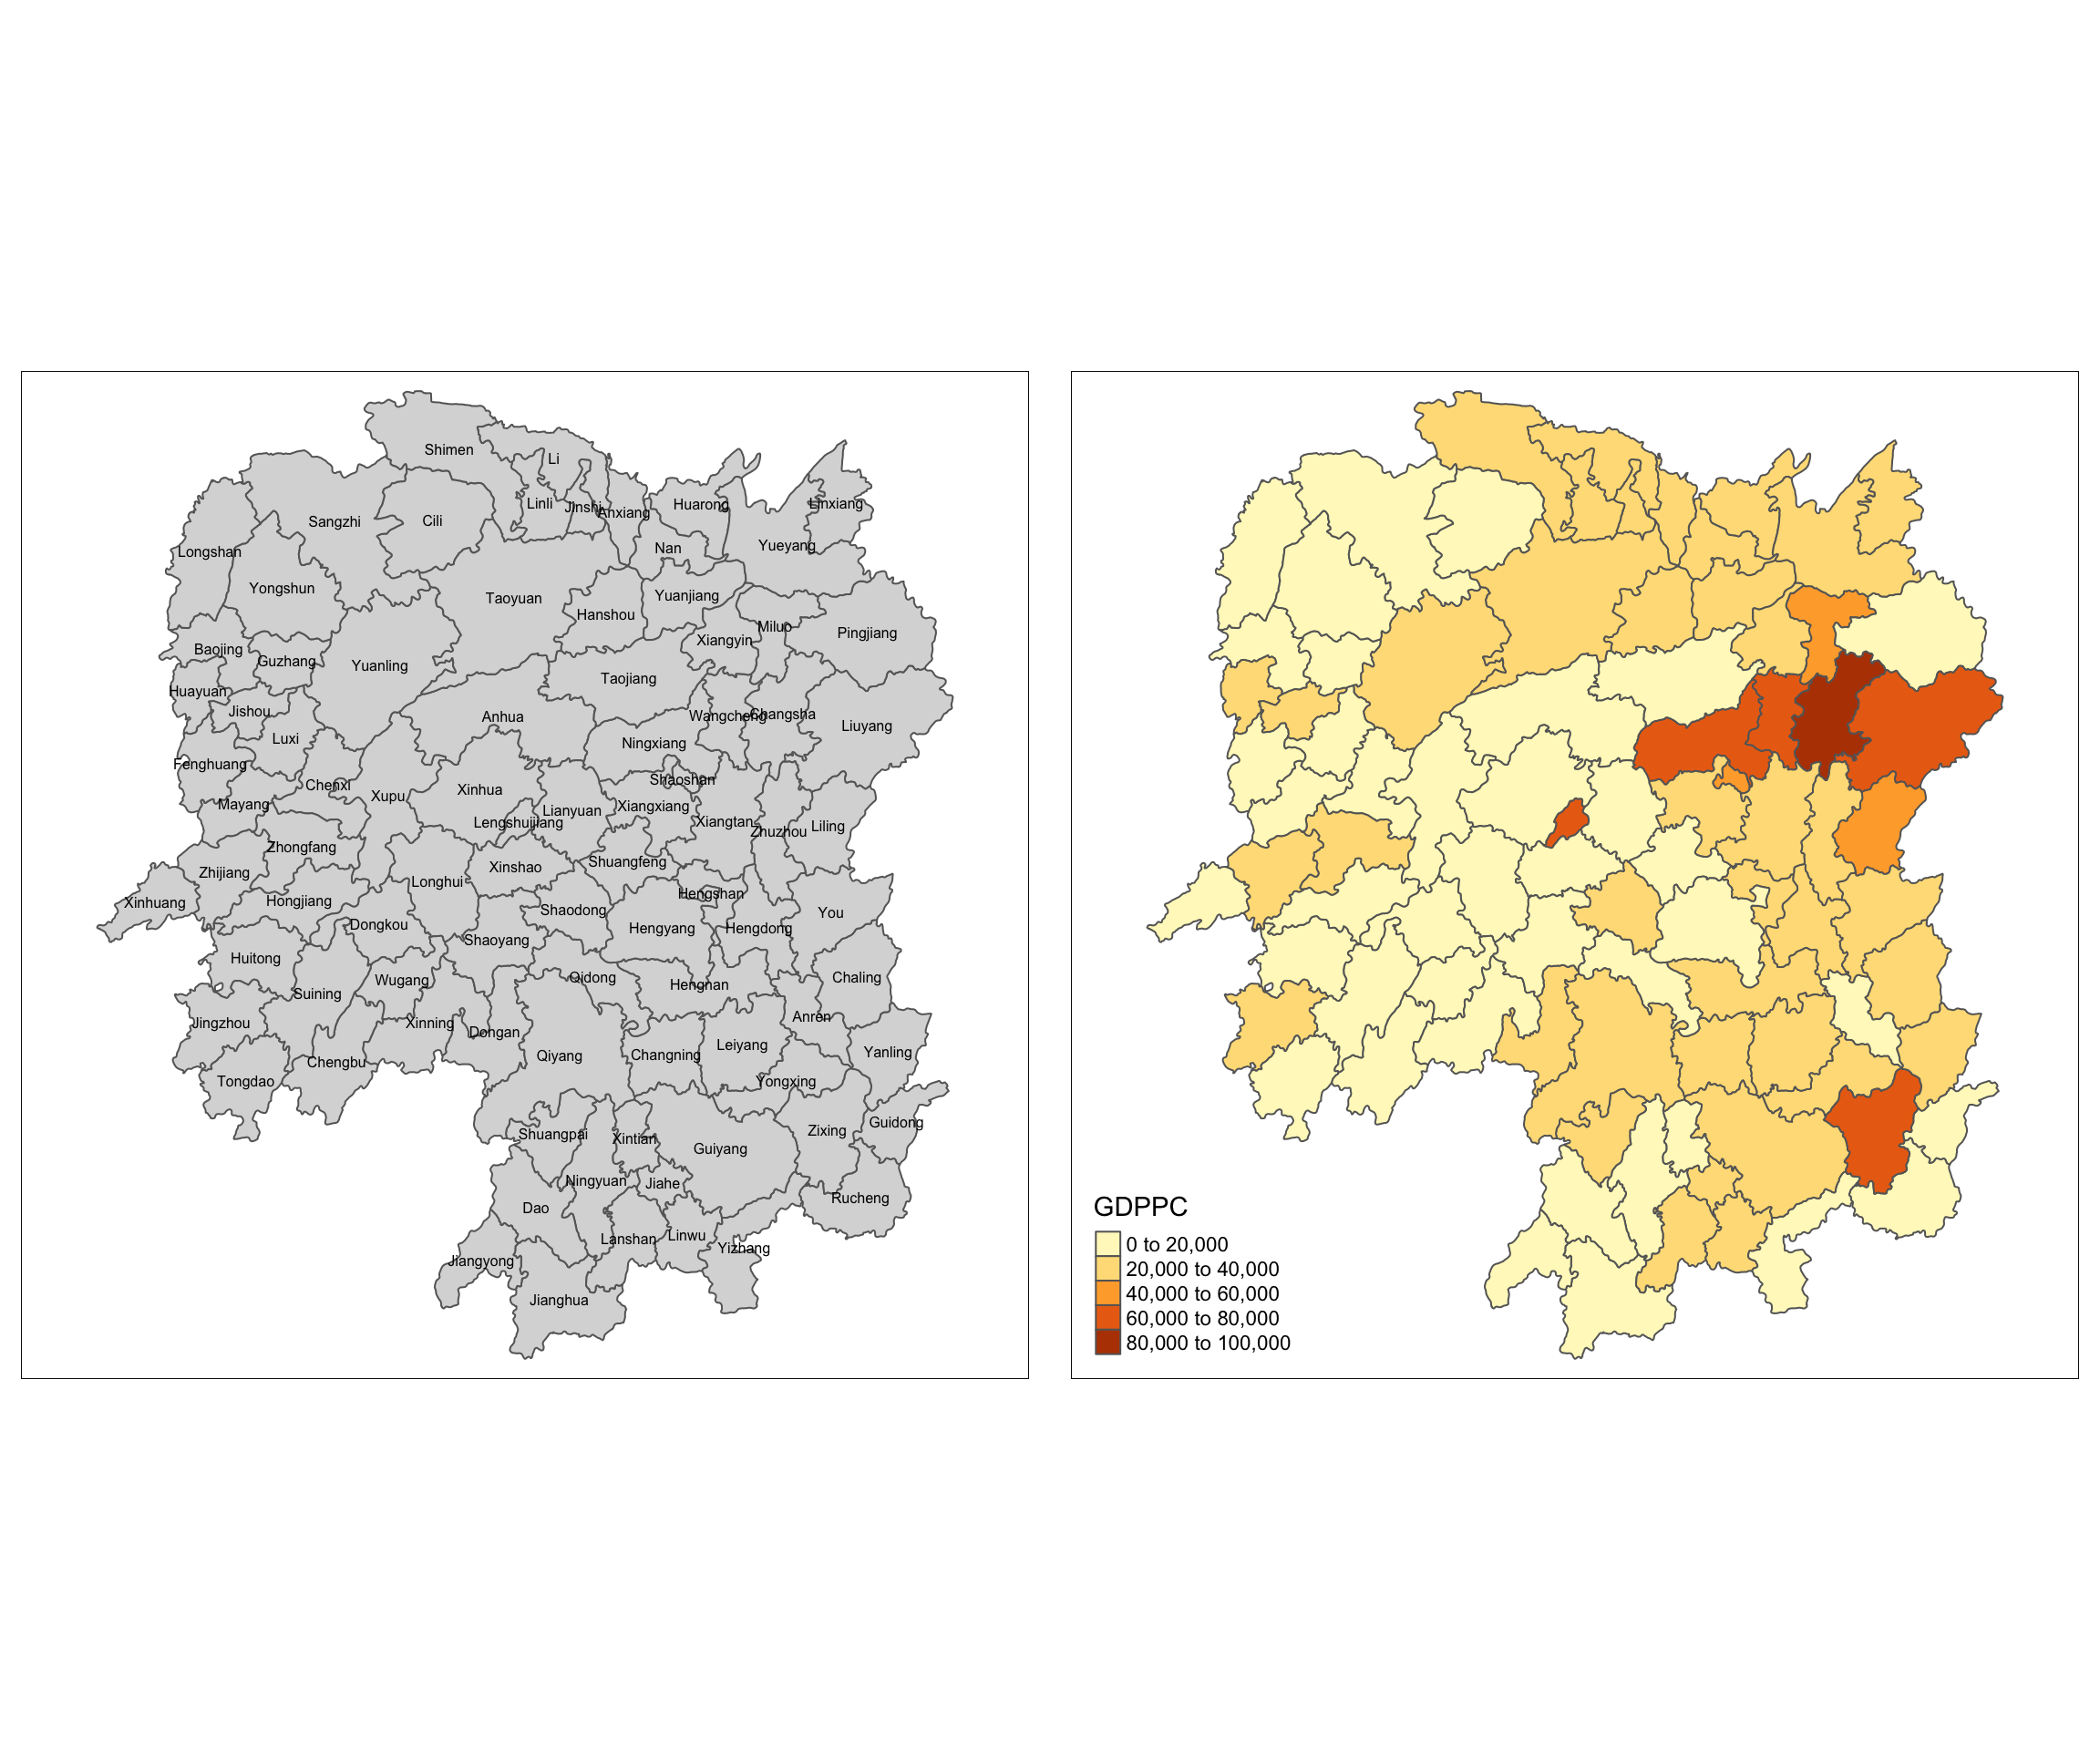 Shimen
Li
Linli
Jinshi
Anxiang
Huarong
Linxiang
Sangzhi
Cili
Nan
Yueyang
Longshan
Yongshun
Taoyuan
Hanshou
Yuanjiang
Miluo
Pingjiang
Xiangyin
Baojing
Guzhang
Yuanling
Taojiang
Huayuan
Jishou
Anhua
Wangcheng
Changsha
Liuyang
Luxi
Ningxiang
Fenghuang
Chenxi
Shaoshan
Mayang
Xupu
Xinhua
Lengshuijiang
Lianyuan
Xiangxiang
Xiangtan
Zhuzhou
Liling
Zhongfang
Zhijiang
Xinshao
Shuangfeng
Longhui
Xinhuang
Hongjiang
Hengshan
Shaodong
You
Dongkou
Shaoyang
Hengyang
Hengdong
Huitong
Wugang
Qidong
Hengnan
Chaling
Suining
Jingzhou
Xinning
Dongan
Anren
Chengbu
Qiyang
Changning
Leiyang
Yanling
Tongdao
Yongxing
Shuangpai
Xintian
Guiyang
Zixing
Guidong
Ningyuan
Jiahe
Rucheng
Dao
Lanshan
Linwu
Yizhang
Jiangyong
Jianghua
GDPPC
0 to 20,000
20,000 to 40,000
40,000 to 60,000
60,000 to 80,000
80,000 to 100,000